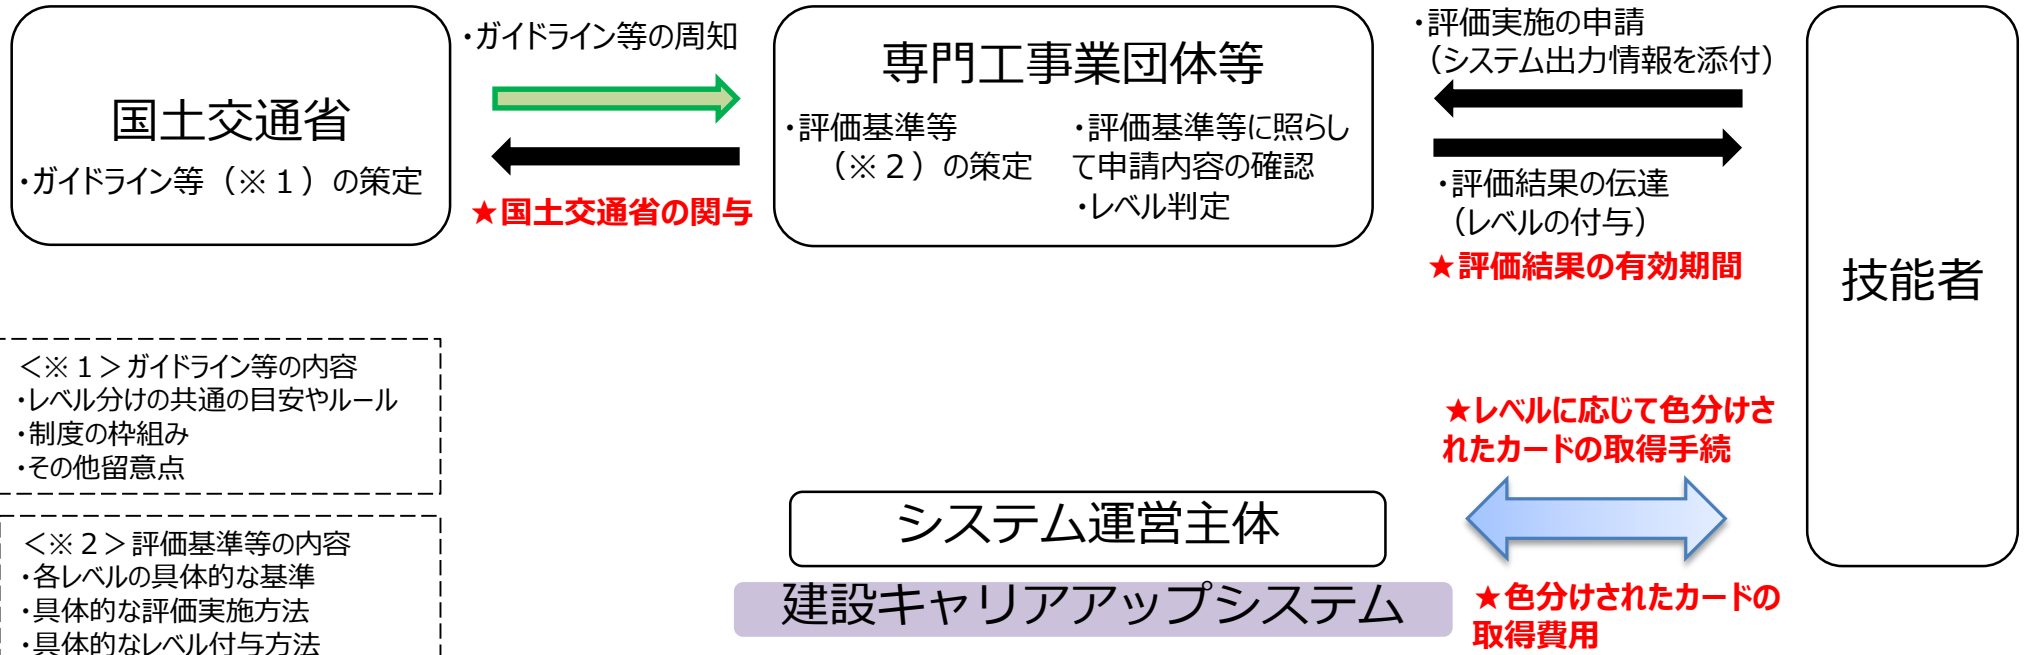 国土交通省
・ガイドライン等（※１）の策定
・ガイドライン等の周知
★国土交通省の関与
専門工事業団体等
・評価基準等
（※２）の策定
・評価基準等に照らし
て申請内容の確認
・レベル判定
・評価実施の申請
（システム出力情報を添付）
・評価結果の伝達
（レベルの付与）
★評価結果の有効期間
技能者
＜※１＞ガイドライン等の内容
・レベル分けの共通の目安やルール
・制度の枠組み
・その他留意点
＜※２＞評価基準等の内容
・各レベルの具体的な基準
・具体的な評価実施方法
・具体的なレベル付与方法
★レベルに応じて色分けさ
れたカードの取得手続
システム運営主体
建設キャリアアップシステム
★色分けされたカードの
取得費用